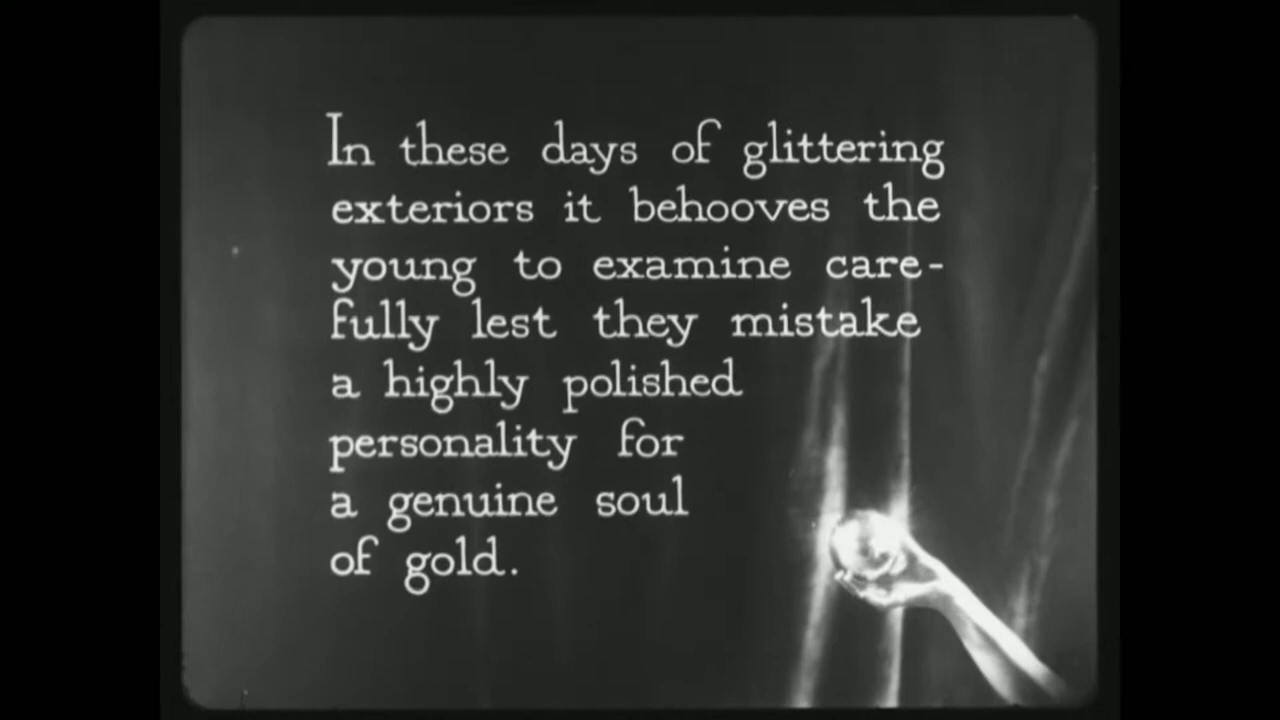 In these days of glittering
exteriors it behooves the
young to examine care-
fully lest they mistake
a highly polished
personality for
a genuine soul
of gold.